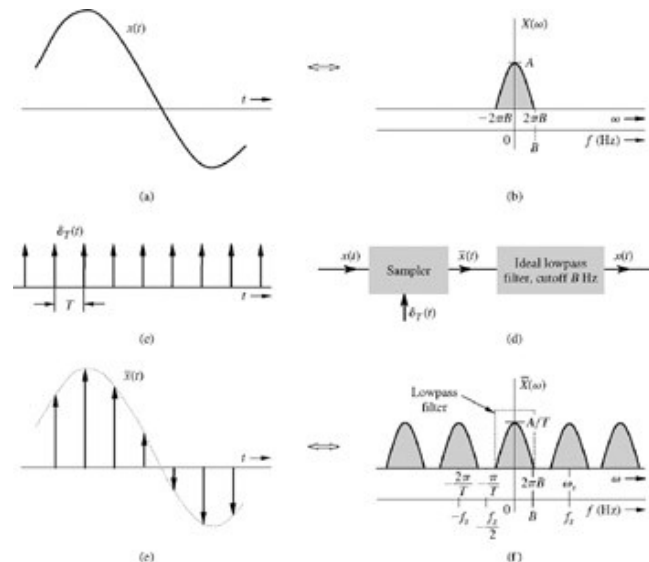 x(t)
t
(a)
X(ω)
A
−2πB 2πB ω
0 B f (Hz)
(b)
δT(t)
T
t
(c)
x(t) Sampler x̅(t) Ideal lowpass filter, cutoff B Hz x(t)
δT(t)
(d)
x̅(t)
t
(e)
X̅(ω)
Lowpass
filter
A/T
−2π/T −π/T 2πB ωs ω
−fs −fs/2 0 B fs f (Hz)
(f)